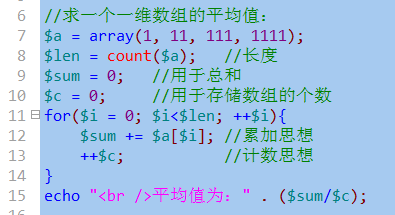 6 //求一个一维数组的平均值：
7 $a = array(1, 11, 111, 1111);
8 $len = count($a); //长度
9 $sum = 0; //用于总和
10 $c = 0; //用于存储数组的个数
11 for($i = 0; $i<$len; ++$i){
12 $sum += $a[$i]; //累加思想
13 ++$c; //计数思想
14 }
15 echo "<br />平均值为：" . ($sum/$c);